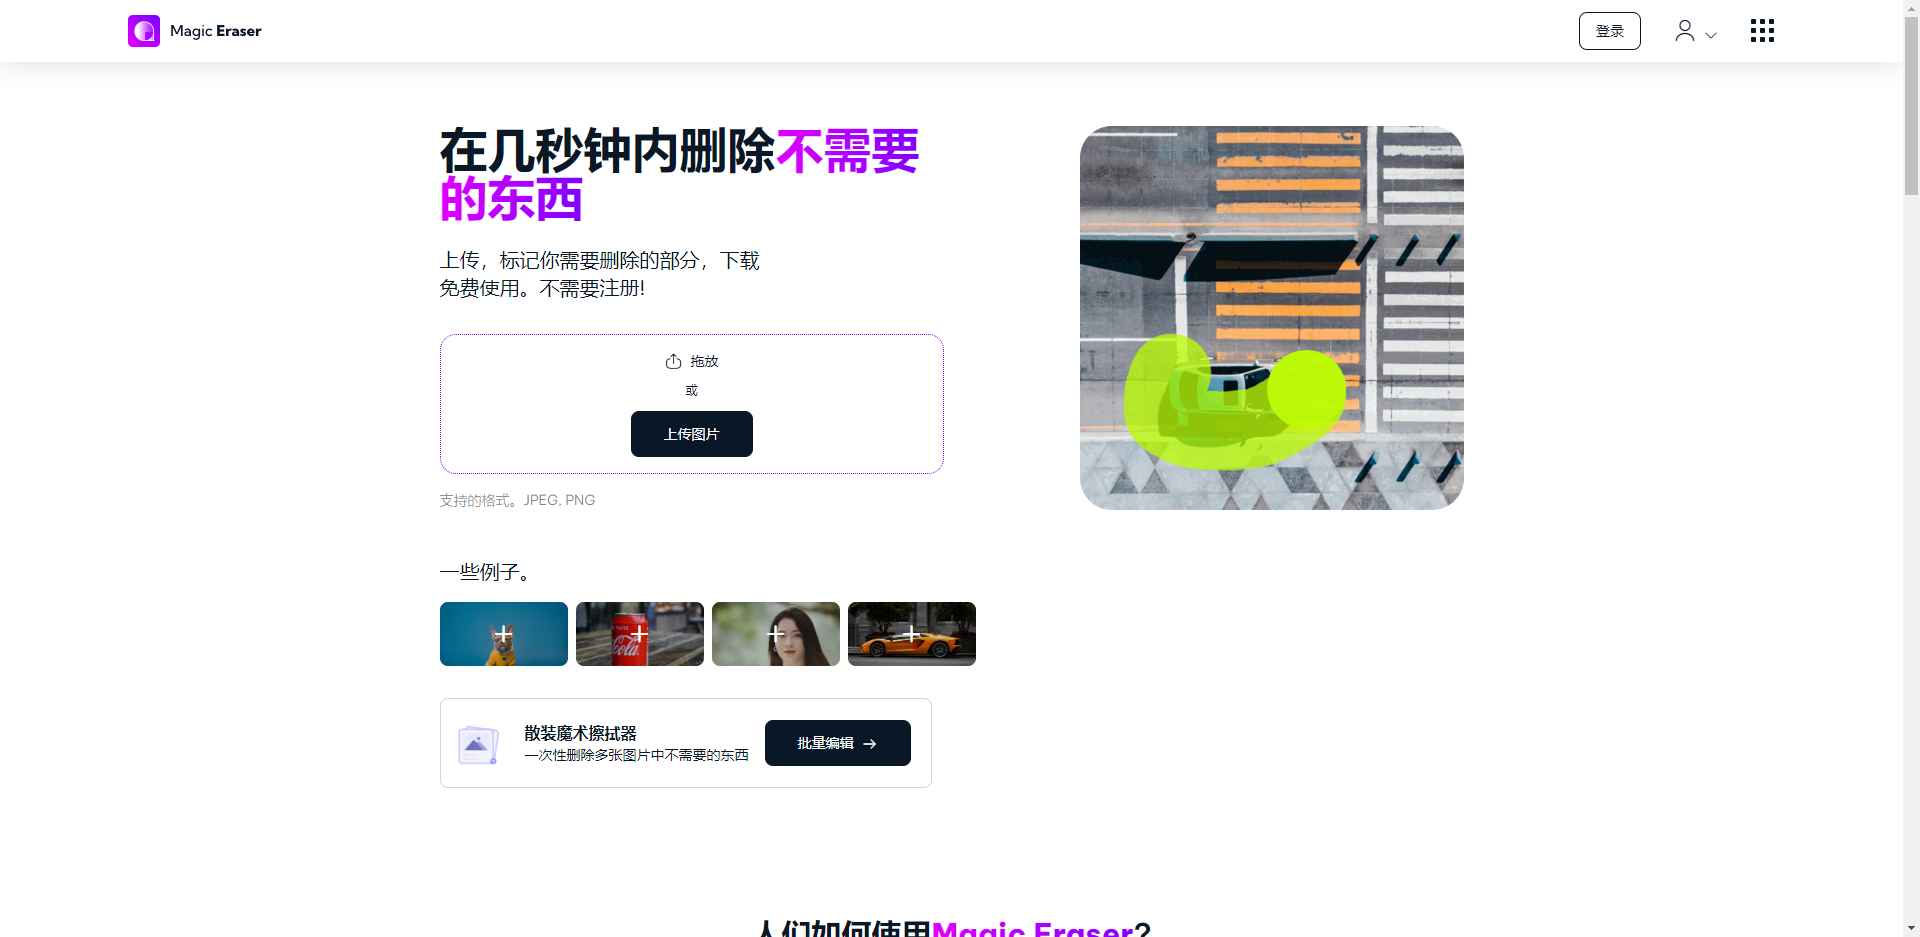 Magic Eraser
登录
在几秒钟内删除不需要
的东西
上传，标记你需要删除的部分，下载
免费使用。不需要注册!
拖放
或
上传图片
支持的格式。JPEG, PNG
一些例子。
Cola
散装魔术擦拭器
一次性删除多张图片中不需要的东西
批量编辑 →
人们如何使用Magic Eraser?